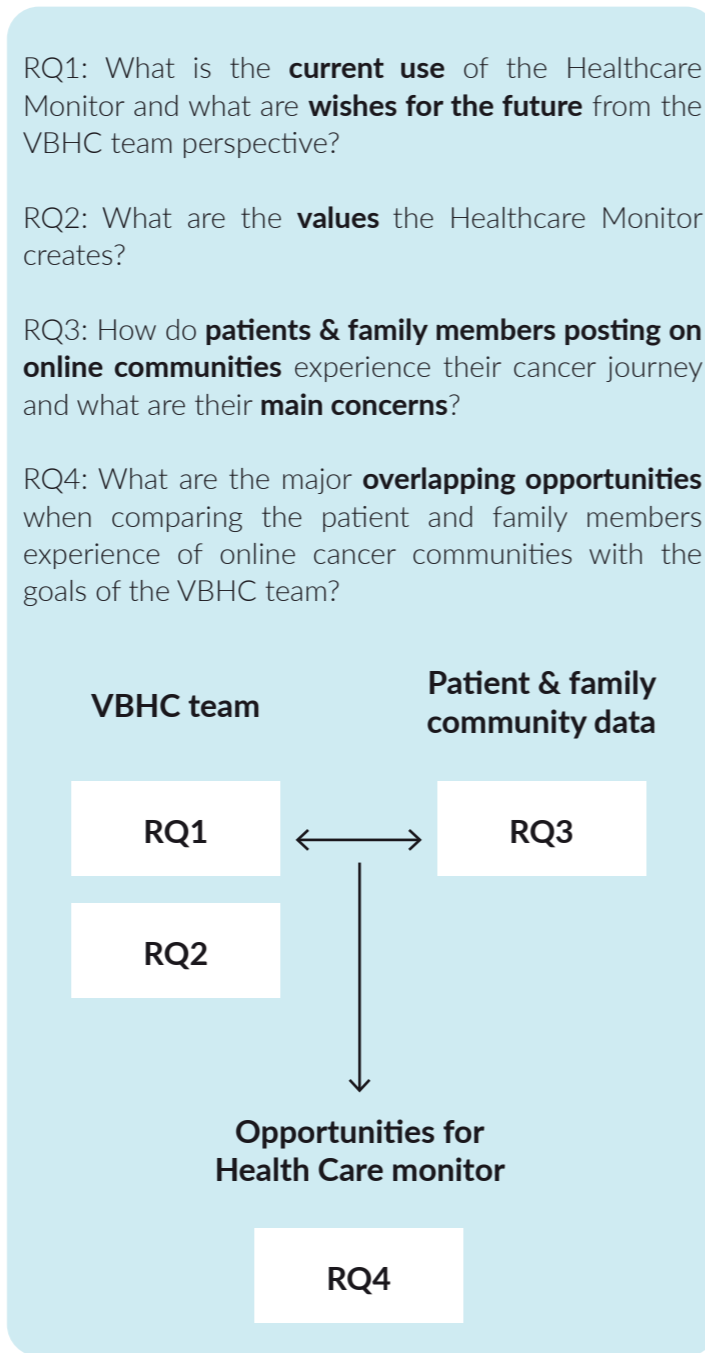 RQ1: What is the current use of the Healthcare
Monitor and what are wishes for the future from the
VBHC team perspective?
RQ2: What are the values the Healthcare Monitor
creates?
RQ3: How do patients & family members posting on
online communities experience their cancer journey
and what are their main concerns?
RQ4: What are the major overlapping opportunities
when comparing the patient and family members
experience of online cancer communities with the
goals of the VBHC team?
VBHC team
Patient & family
community data
RQ1
RQ3
RQ2
Opportunities for
Health Care monitor
RQ4